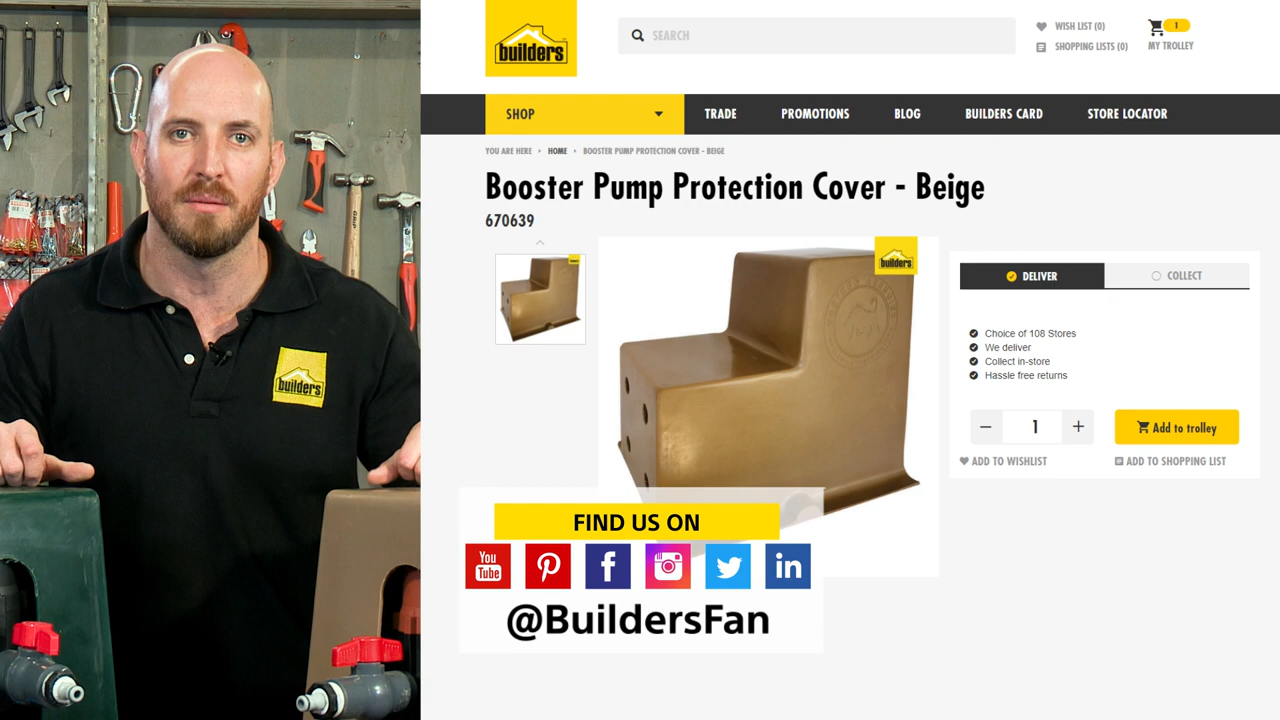 builders
SEARCH
WISH LIST (0)
SHOPPING LISTS (0)
1
MY TROLLEY
SHOP
TRADE
PROMOTIONS
BLOG
BUILDERS CARD
STORE LOCATOR
YOU ARE HERE
HOME
BOOSTER PUMP PROTECTION COVER - BEIGE
Booster Pump Protection Cover - Beige
670639
builders
DELIVER
COLLECT
Choice of 108 Stores
We deliver
Collect in-store
Hassle free returns
1
Add to trolley
ADD TO WISHLIST
ADD TO SHOPPING LIST
builders
FIND US ON
You
Tube
@BuildersFan